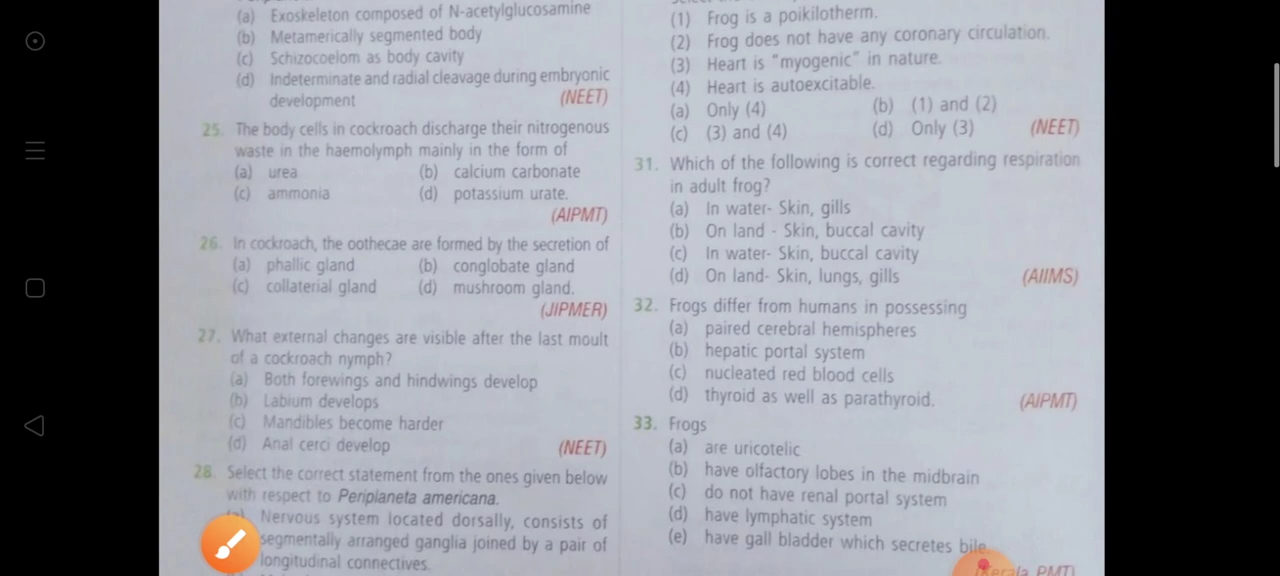 (a) Exoskeleton composed of N-acetylglucosamine
(b) Metamerically segmented body
(c) Schizocoelom as body cavity
(d) Indeterminate and radial cleavage during embryonic
development (NEET)
25. The body cells in cockroach discharge their nitrogenous
waste in the haemolymph mainly in the form of
(a) urea (b) calcium carbonate
(c) ammonia (d) potassium urate.
(AIPMT)
26. In cockroach, the oothecae are formed by the secretion of
(a) phallic gland (b) conglobate gland
(c) collaterial gland (d) mushroom gland.
(JIPMER)
27. What external changes are visible after the last moult
of a cockroach nymph?
(a) Both forewings and hindwings develop
(b) Labium develops
(c) Mandibles become harder
(d) Anal cerci develop (NEET)
28. Select the correct statement from the ones given below
with respect to Periplaneta americana.
Nervous system located dorsally, consists of
segmentally arranged ganglia joined by a pair of
longitudinal connectives.
(1) Frog is a poikilotherm.
(2) Frog does not have any coronary circulation.
(3) Heart is "myogenic" in nature.
(4) Heart is autoexcitable.
(a) Only (4) (b) (1) and (2)
(c) (3) and (4) (d) Only (3) (NEET)
31. Which of the following is correct regarding respiration
in adult frog?
(a) In water- Skin, gills
(b) On land - Skin, buccal cavity
(c) In water- Skin, buccal cavity
(d) On land- Skin, lungs, gills (AIIMS)
32. Frogs differ from humans in possessing
(a) paired cerebral hemispheres
(b) hepatic portal system
(c) nucleated red blood cells
(d) thyroid as well as parathyroid. (AIPMT)
33. Frogs
(a) are uricotelic
(b) have olfactory lobes in the midbrain
(c) do not have renal portal system
(d) have lymphatic system
(e) have gall bladder which secretes bile.
PMT)